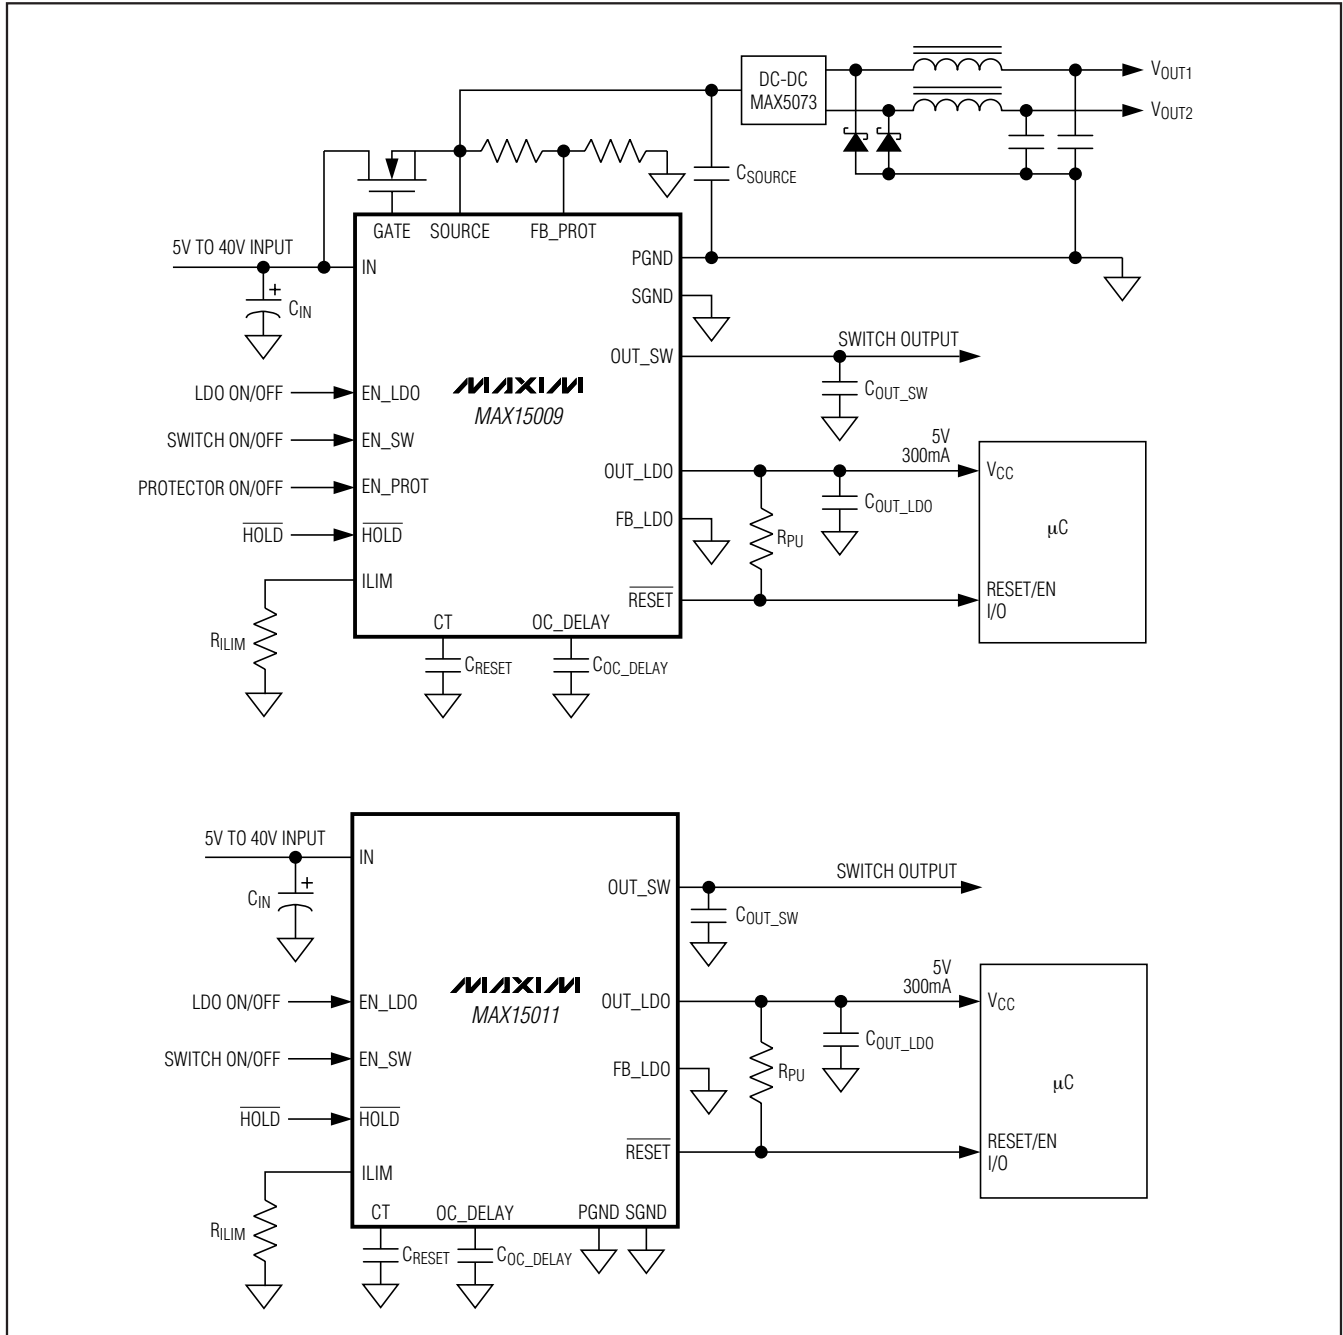 DC-DC
MAX5073
VOUT1
VOUT2
CSOURCE
GATE
SOURCE
FB_PROT
5V TO 40V INPUT
IN
+
CIN
PGND
SGND
SWITCH OUTPUT
OUT_SW
COUT_SW
LDO ON/OFF
EN_LDO
MAXIM
MAX15009
SWITCH ON/OFF
EN_SW
PROTECTOR ON/OFF
EN_PROT
HOLD
HOLD
5V
300mA
OUT_LDO
VCC
COUT_LDO
FB_LDO
RPU
μC
ILIM
RESET
RESET/EN
I/O
RILIM
CT
OC_DELAY
CRESET
COC_DELAY
5V TO 40V INPUT
IN
+
CIN
SWITCH OUTPUT
OUT_SW
COUT_SW
LDO ON/OFF
EN_LDO
MAXIM
MAX15011
SWITCH ON/OFF
EN_SW
HOLD
HOLD
5V
300mA
OUT_LDO
VCC
COUT_LDO
FB_LDO
RPU
μC
RESET
RESET/EN
I/O
ILIM
RILIM
CT
OC_DELAY
PGND
SGND
CRESET
COC_DELAY